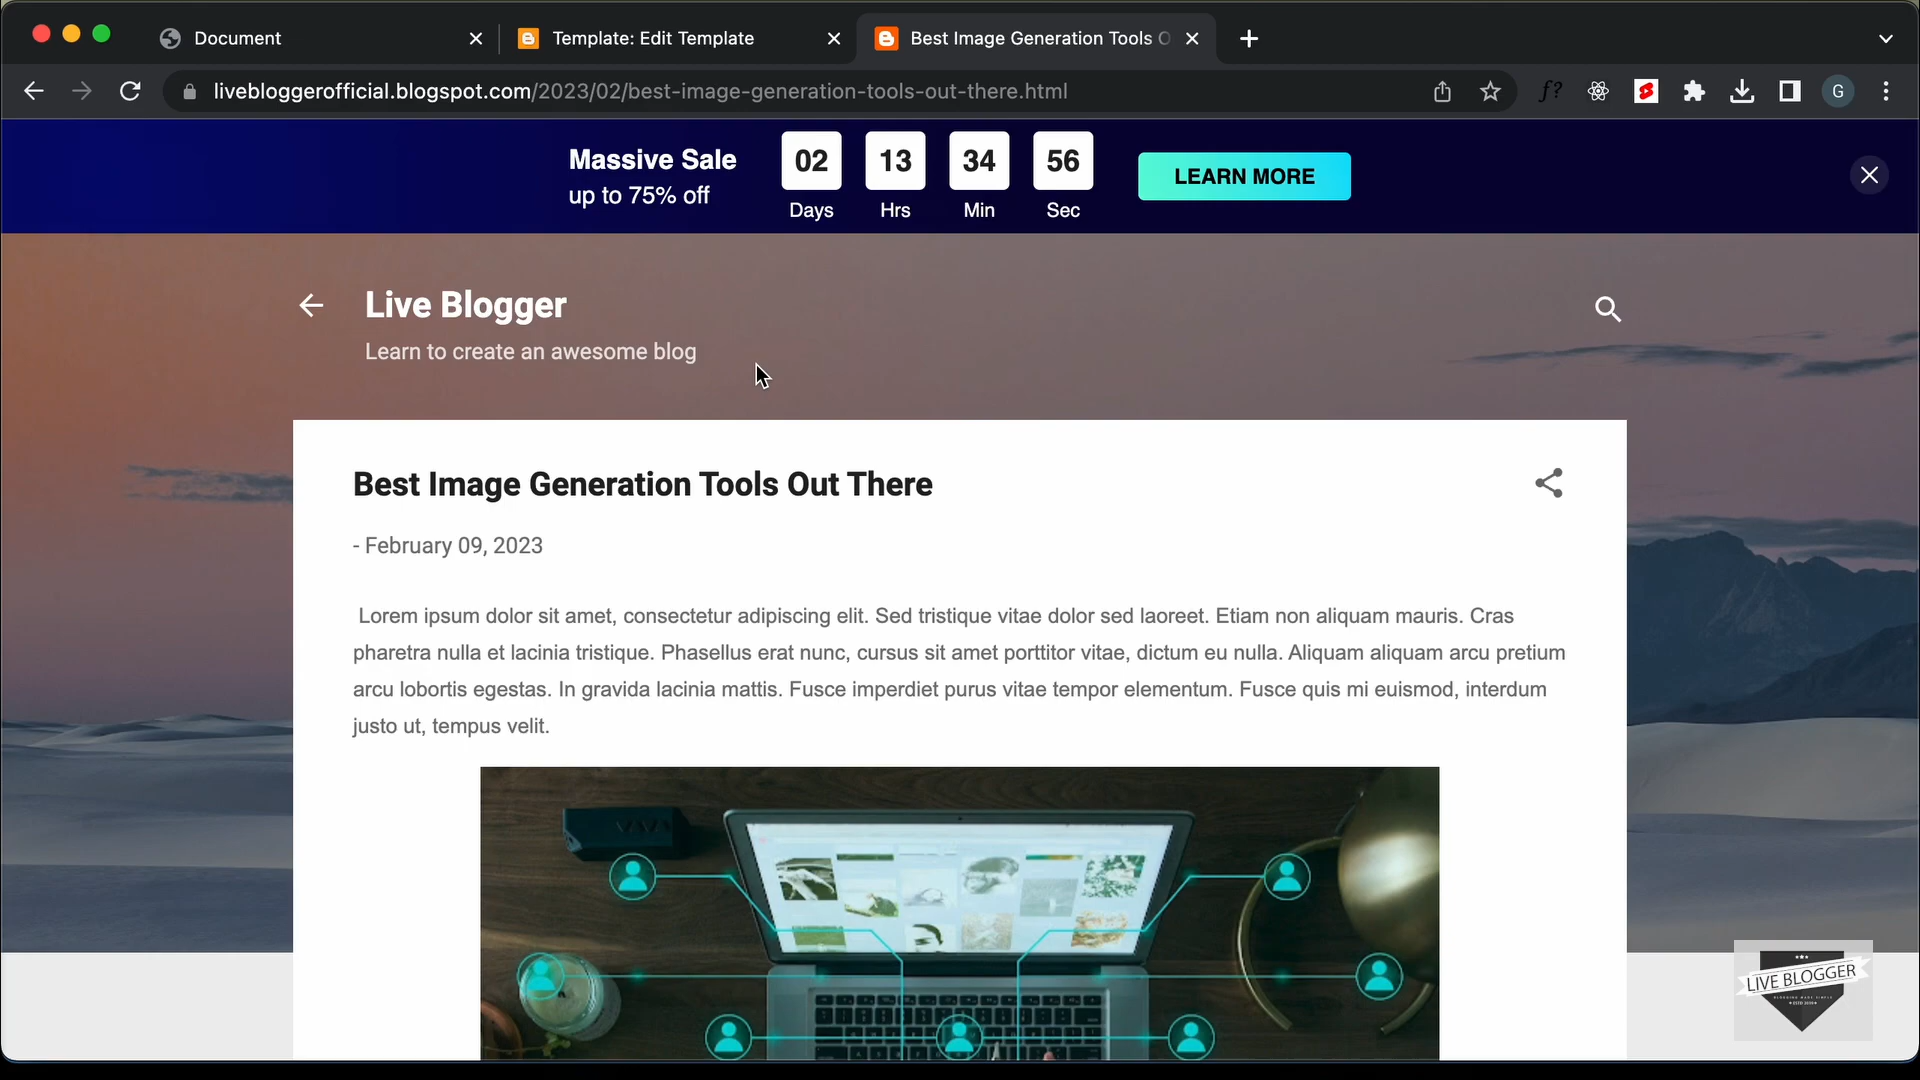 Document
Template: Edit Template
Best Image Generation Tools O
livebloggerofficial.blogspot.com/2023/02/best-image-generation-tools-out-there.html
f?
G
Massive Sale
up to 75% off
02 13 34 56
Days Hrs Min Sec
LEARN MORE
Live Blogger
Learn to create an awesome blog
Best Image Generation Tools Out There
- February 09, 2023
Lorem ipsum dolor sit amet, consectetur adipiscing elit. Sed tristique vitae dolor sed laoreet. Etiam non aliquam mauris. Cras
pharetra nulla et lacinia tristique. Phasellus erat nunc, cursus sit amet porttitor vitae, dictum eu nulla. Aliquam aliquam arcu pretium
arcu lobortis egestas. In gravida lacinia mattis. Fusce imperdiet purus vitae tempor elementum. Fusce quis mi euismod, interdum
justo ut, tempus velit.
VAVA
LIVE BLOGGER